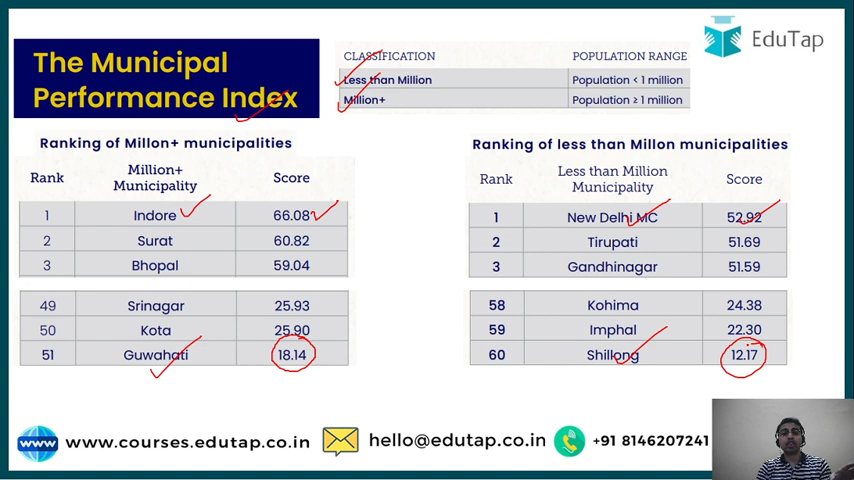 EduTap
The Municipal
Performance Index
CLASSIFICATION POPULATION RANGE
Less than Million Population < 1 million
Million+ Population ≥ 1 million
Ranking of Millon+ municipalities
Rank Million+ Municipality Score
1 Indore 66.08
2 Surat 60.82
3 Bhopal 59.04
49 Srinagar 25.93
50 Kota 25.90
51 Guwahati 18.14
Ranking of less than Millon municipalities
Rank Less than Million Municipality Score
1 New Delhi MC 52.92
2 Tirupati 51.69
3 Gandhinagar 51.59
58 Kohima 24.38
59 Imphal 22.30
60 Shillong 12.17
www www.courses.edutap.co.in hello@edutap.co.in +91 8146207241